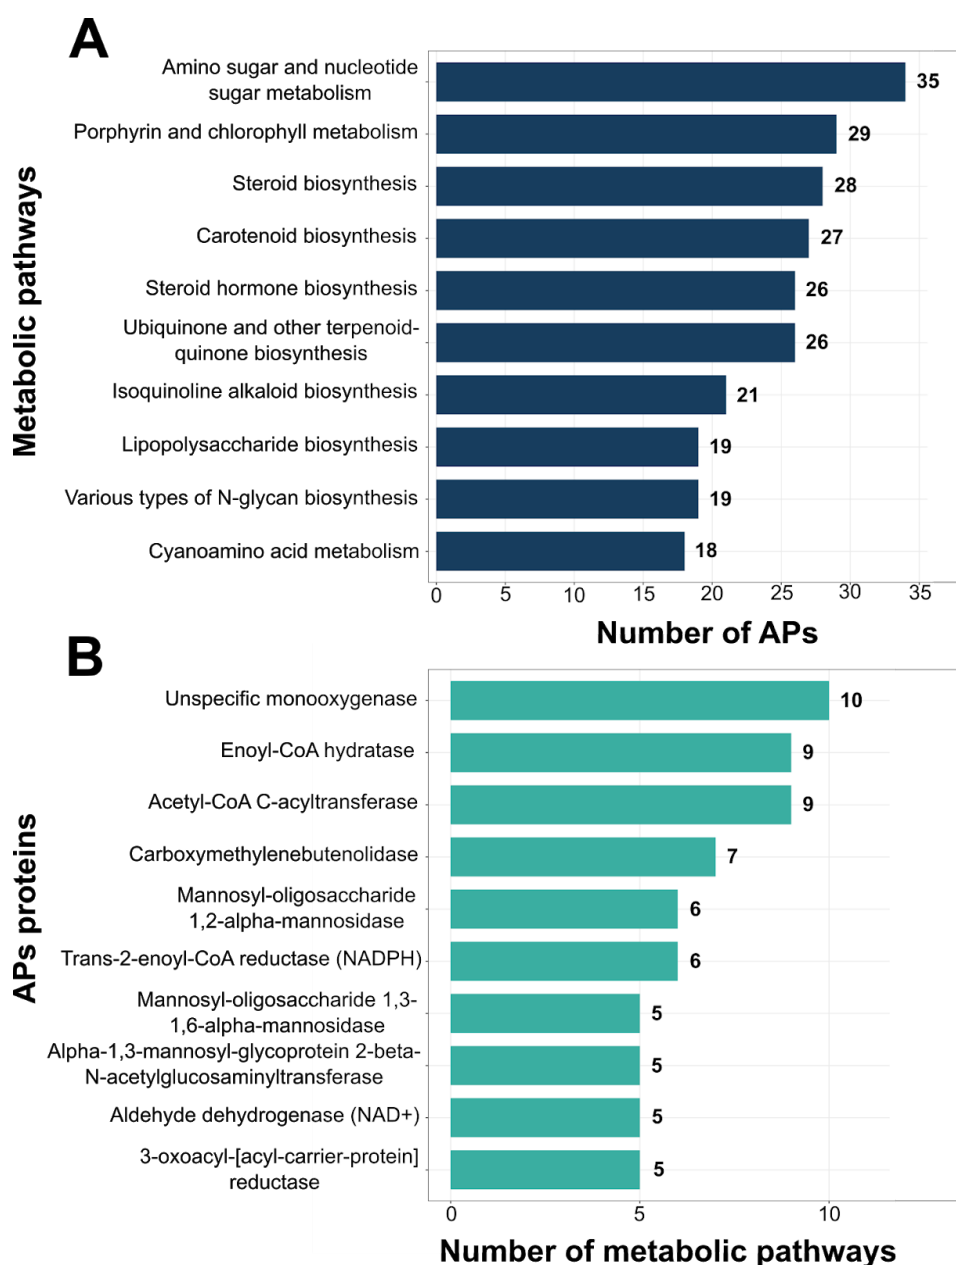 A
Metabolic pathways
Amino sugar and nucleotide
sugar metabolism
35
Porphyrin and chlorophyll metabolism
29
Steroid biosynthesis
28
Carotenoid biosynthesis
27
Steroid hormone biosynthesis
26
Ubiquinone and other terpenoid-
quinone biosynthesis
26
Isoquinoline alkaloid biosynthesis
21
Lipopolysaccharide biosynthesis
19
Various types of N-glycan biosynthesis
19
Cyanoamino acid metabolism
18
0 5 10 15 20 25 30 35
Number of APs
B
APs proteins
Unspecific monooxygenase
10
Enoyl-CoA hydratase
9
Acetyl-CoA C-acyltransferase
9
Carboxymethylenebutenolidase
7
Mannosyl-oligosaccharide
1,2-alpha-mannosidase
6
Trans-2-enoyl-CoA reductase (NADPH)
6
Mannosyl-oligosaccharide 1,3-
1,6-alpha-mannosidase
5
Alpha-1,3-mannosyl-glycoprotein 2-beta-
N-acetylglucosaminyltransferase
5
Aldehyde dehydrogenase (NAD+)
5
3-oxoacyl-[acyl-carrier-protein]
reductase
5
0 5 10
Number of metabolic pathways